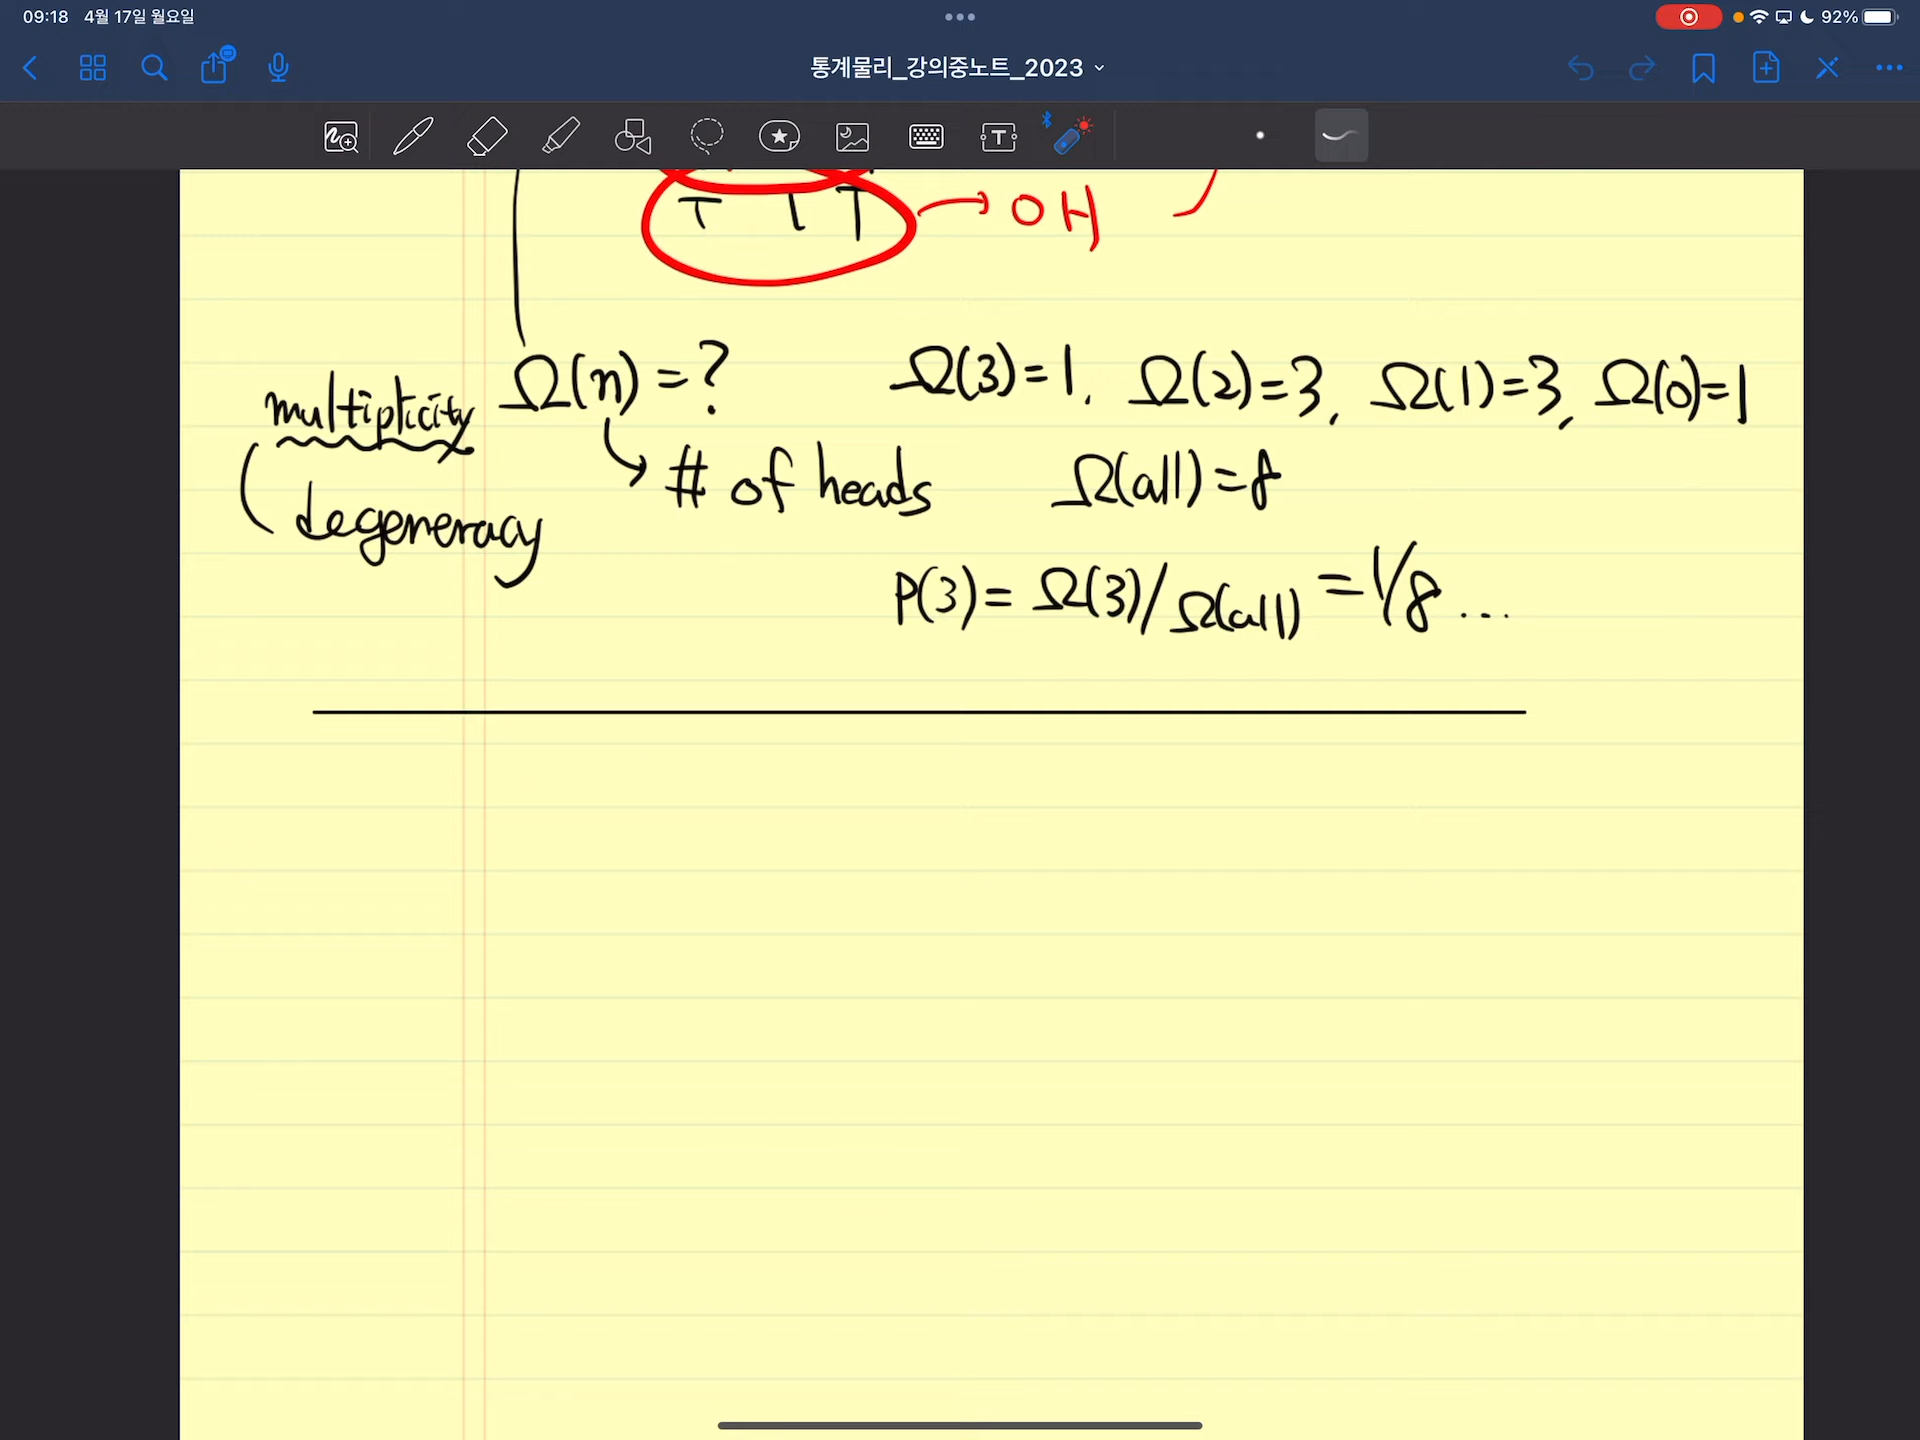 09:18 4월 17일 월요일 92%
통계물리_강의중노트_2023
T T T → 0H
Ω(n) = ? Ω(3)=1, Ω(2)=3, Ω(1)=3, Ω(0)=1
multiplicity
# of heads Ω(all)=8
degeneracy
P(3) = Ω(3)/Ω(all) = 1/8 ...